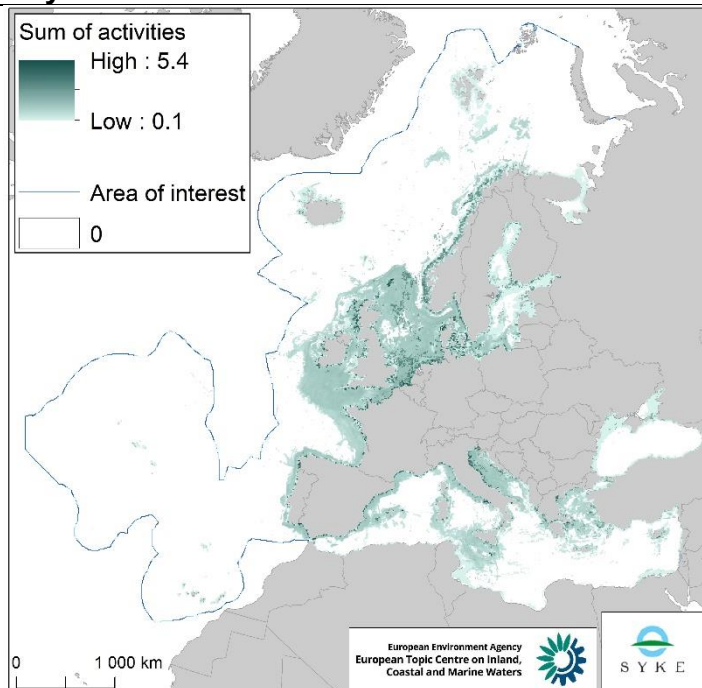 Sum of activities
High : 5.4
Low : 0.1
Area of interest
0
0
1 000 km
European Environment Agency
European Topic Centre on Inland,
Coastal and Marine Waters
SYKE